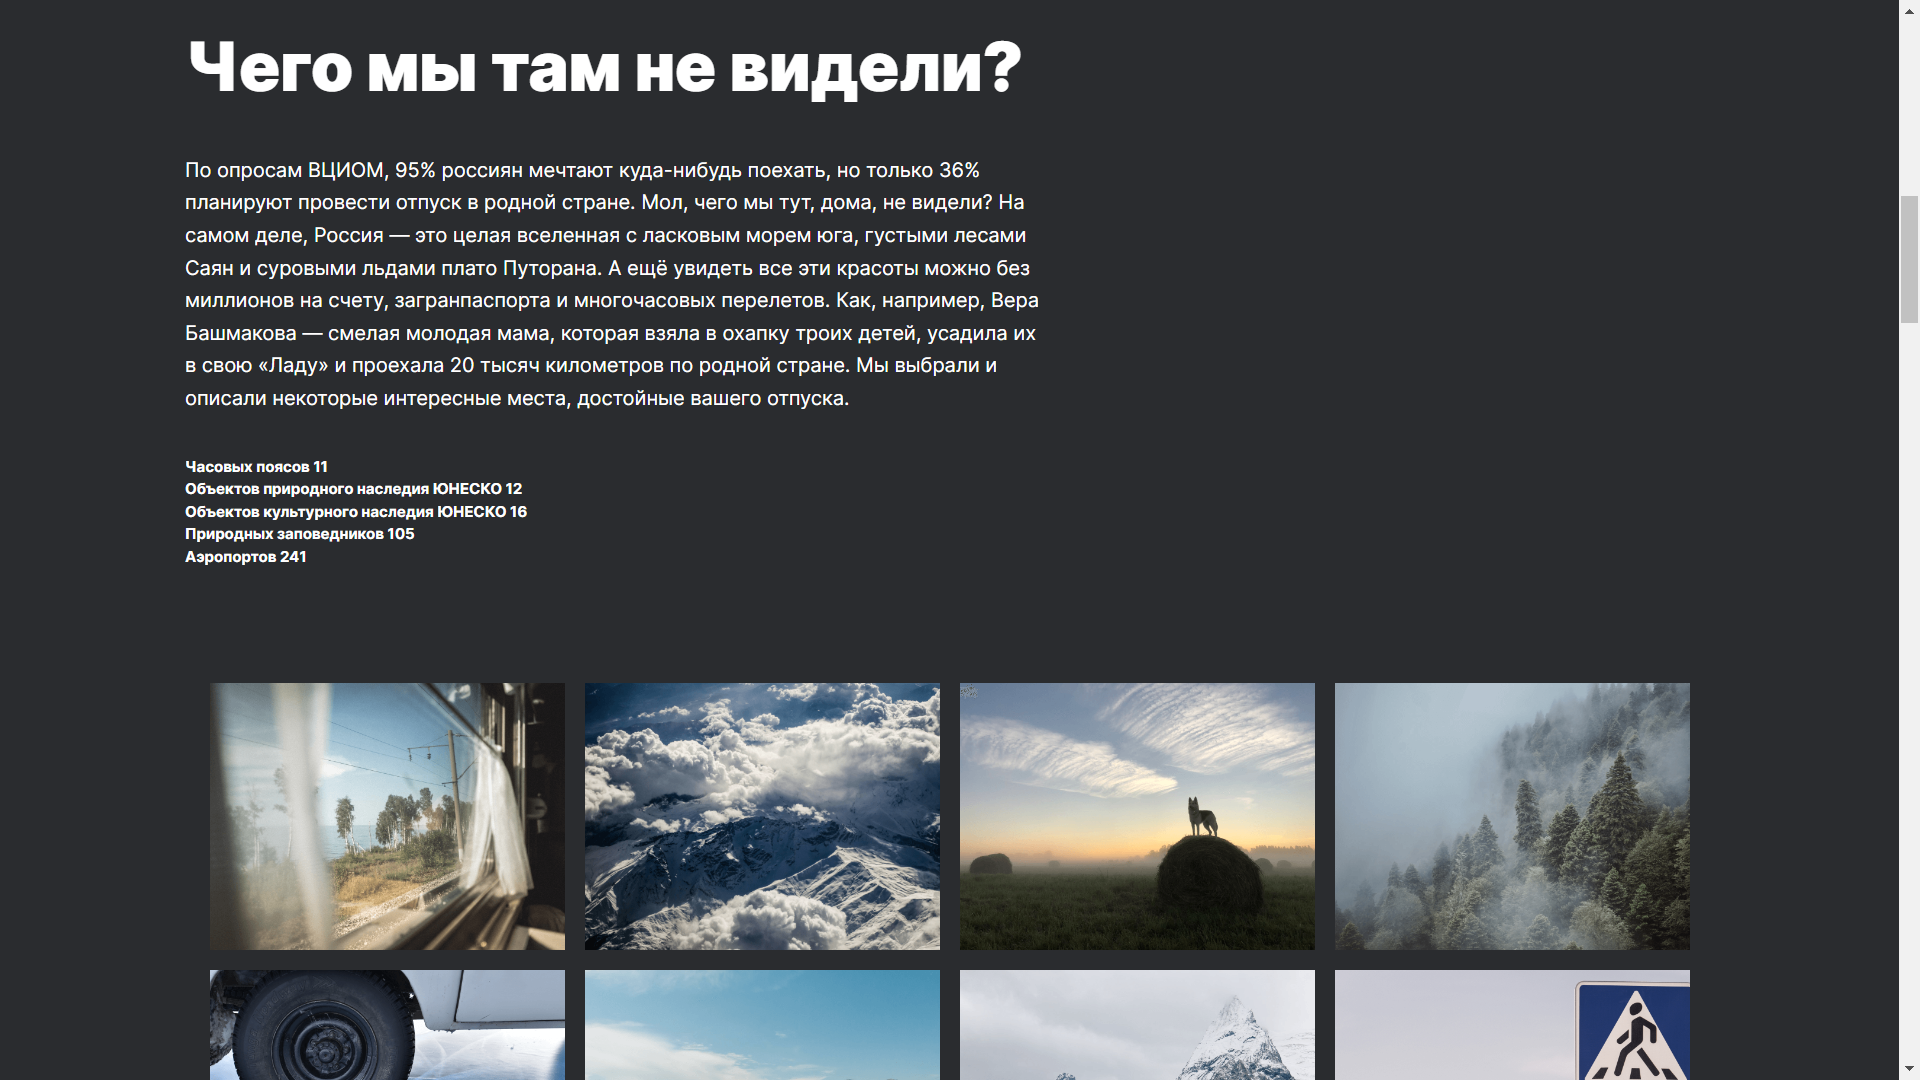 Чего мы там не видели?
По опросам ВЦИОМ, 95% россиян мечтают куда-нибудь поехать, но только 36%
планируют провести отпуск в родной стране. Мол, чего мы тут, дома, не видели? На
самом деле, Россия — это целая вселенная с ласковым морем юга, густыми лесами
Саян и суровыми льдами плато Путорана. А ещё увидеть все эти красоты можно без
миллионов на счету, загранпаспорта и многочасовых перелетов. Как, например, Вера
Башмакова — смелая молодая мама, которая взяла в охапку троих детей, усадила их
в свою «Ладу» и проехала 20 тысяч километров по родной стране. Мы выбрали и
описали некоторые интересные места, достойные вашего отпуска.
Часовых поясов 11
Объектов природного наследия ЮНЕСКО 12
Объектов культурного наследия ЮНЕСКО 16
Природных заповедников 105
Аэропортов 241